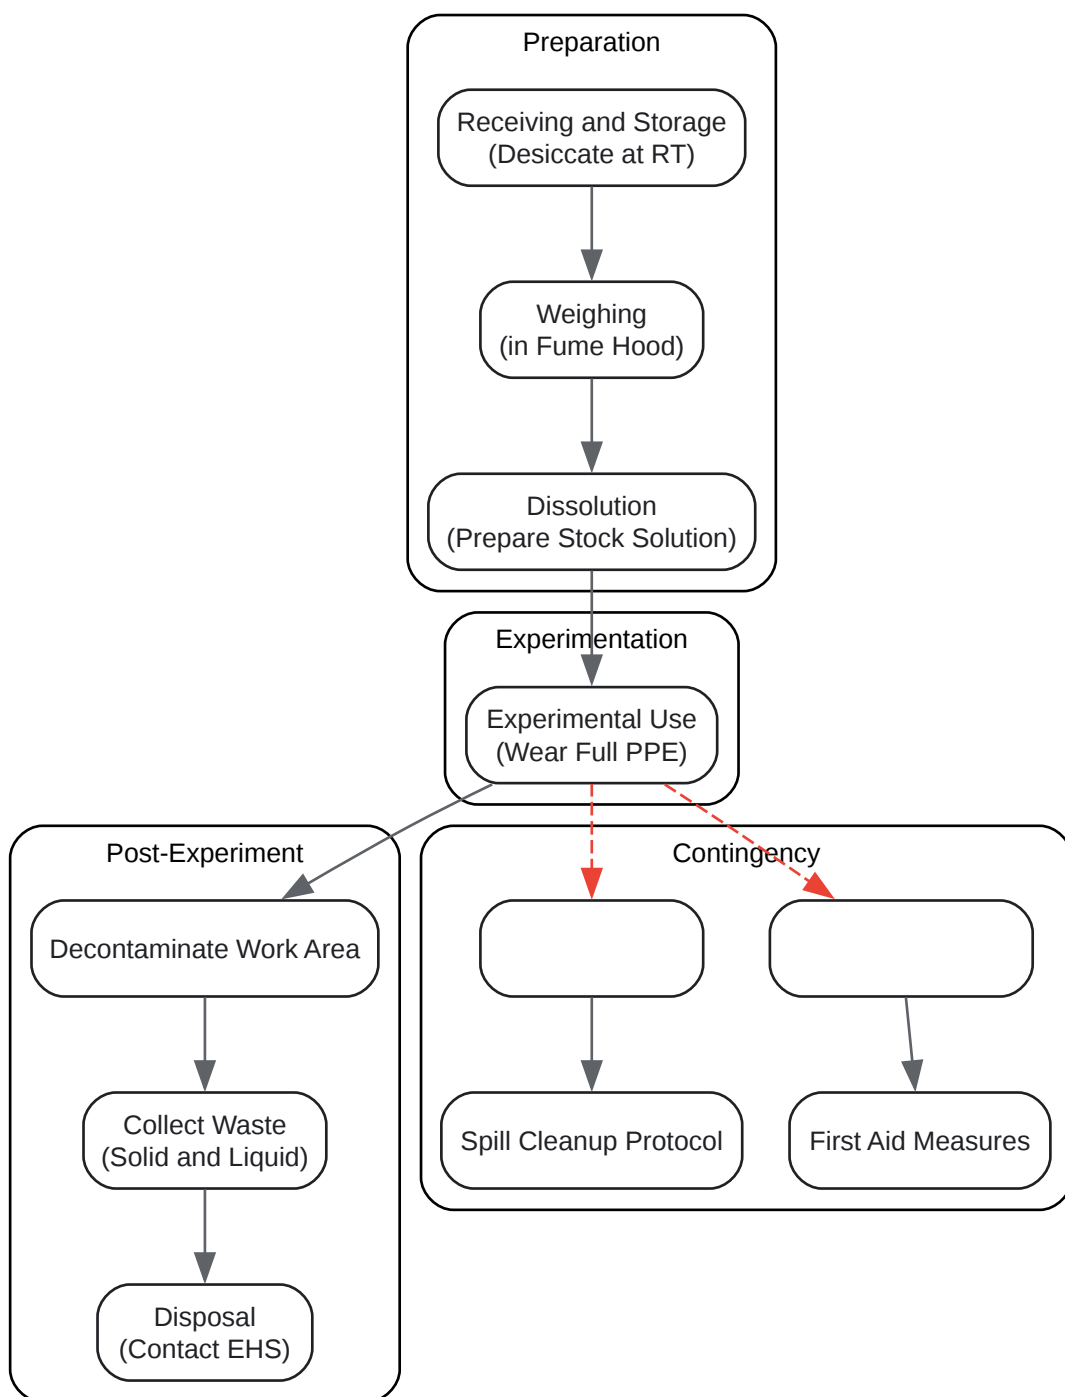 Preparation
Receiving and Storage
(Desiccate at RT)
Weighing
(in Fume Hood)
Dissolution
(Prepare Stock Solution)
Experimentation
Experimental Use
(Wear Full PPE)
Post-Experiment
Decontaminate Work Area
Collect Waste
(Solid and Liquid)
Disposal
(Contact EHS)
Contingency
Spill Cleanup Protocol
First Aid Measures